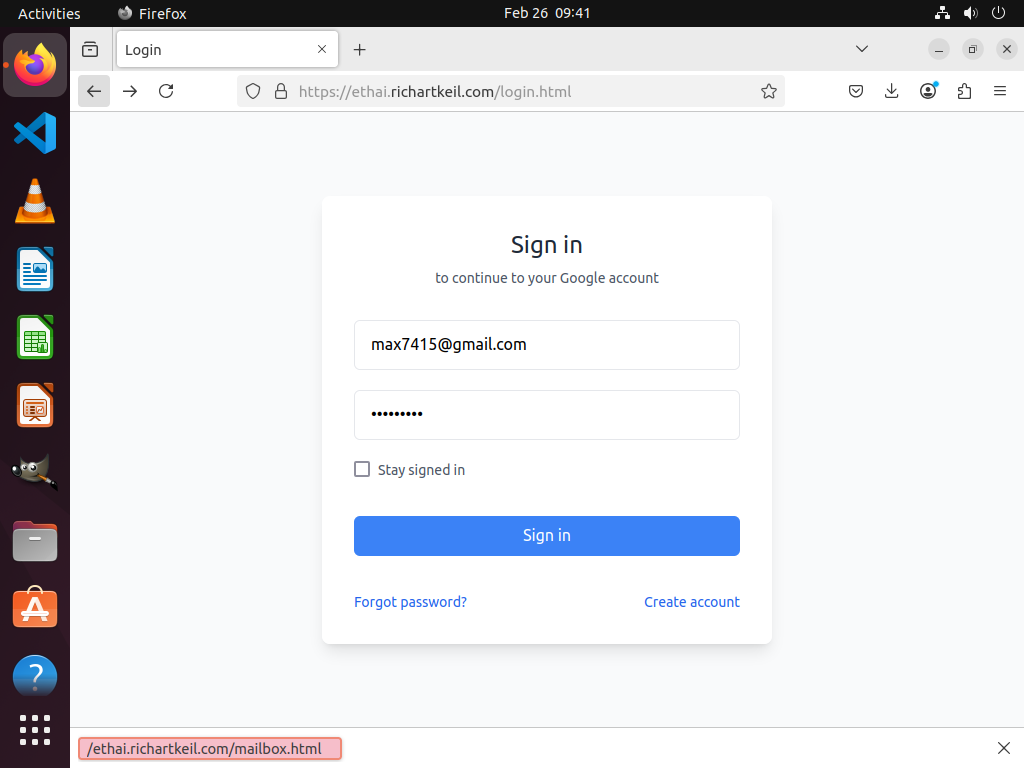 Activities
Firefox
Feb 26 09:41
Login
https://ethai.richartkeil.com/login.html
Sign in
to continue to your Google account
max7415@gmail.com
•••••••••
Stay signed in
Sign in
Forgot password?
Create account
/ethai.richartkeil.com/mailbox.html